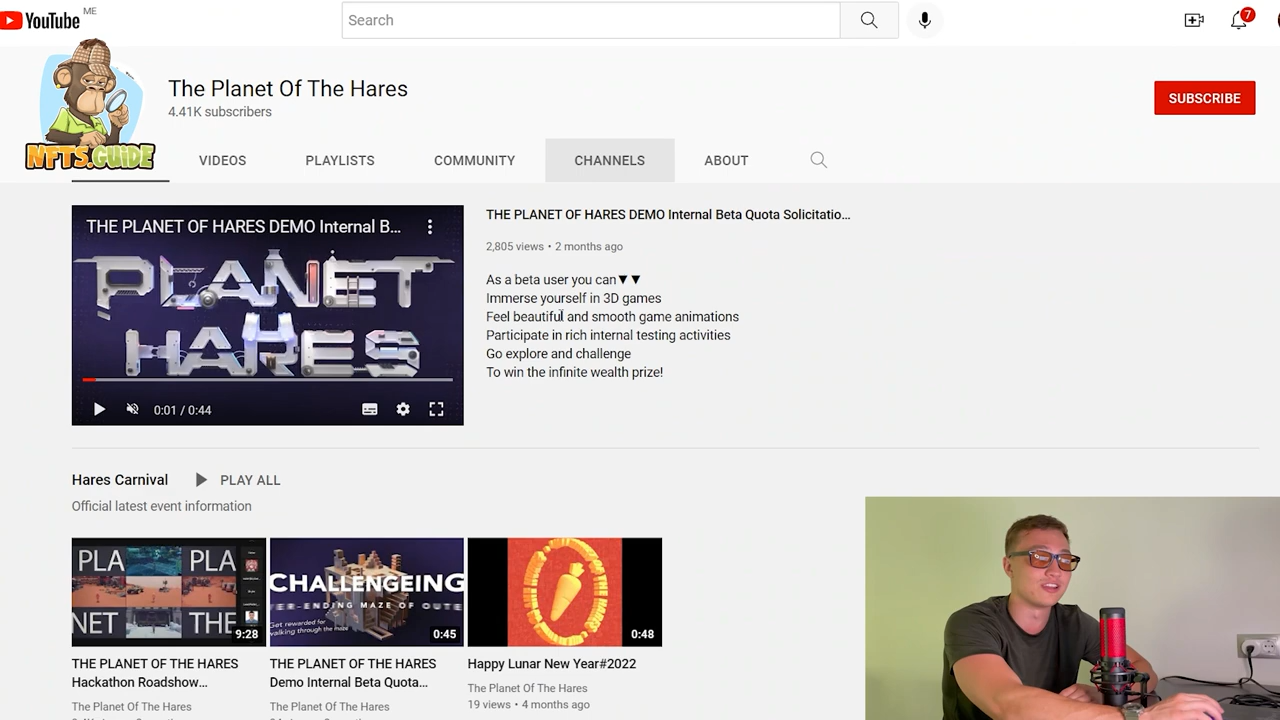 YouTube
ME
Search
7
NFTS.GUIDE
The Planet Of The Hares
4.41K subscribers
SUBSCRIBE
VIDEOS
PLAYLISTS
COMMUNITY
CHANNELS
ABOUT
THE PLANET OF HARES DEMO Internal B...
PLANET
HARES
0:01 / 0:44
THE PLANET OF HARES DEMO Internal Beta Quota Solicitatio...
2,805 views • 2 months ago
As a beta user you can▼▼
Immerse yourself in 3D games
Feel beautiful and smooth game animations
Participate in rich internal testing activities
Go explore and challenge
To win the infinite wealth prize!
Hares Carnival
PLAY ALL
Official latest event information
PLA
PLA
NET
THE
9:28
CHALLENGEING
Get rewarded for
walking through the maze
0:45
0:48
THE PLANET OF THE HARES
Hackathon Roadshow...
The Planet Of The Hares
THE PLANET OF THE HARES
Demo Internal Beta Quota...
The Planet Of The Hares
Happy Lunar New Year#2022
The Planet Of The Hares
19 views • 4 months ago